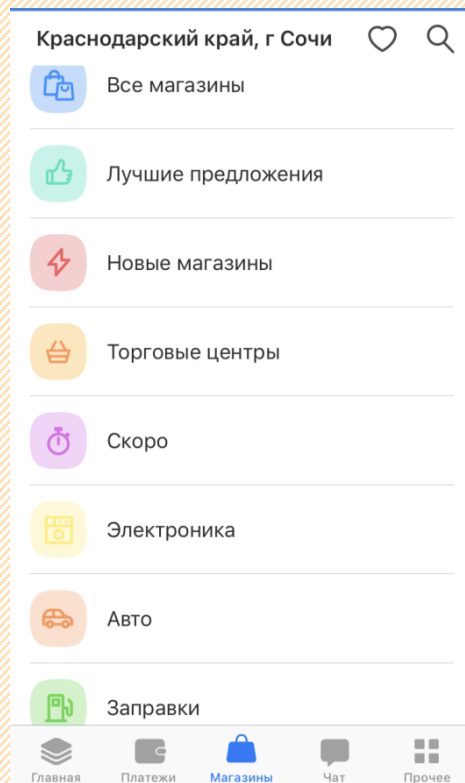 Краснодарский край, г Сочи
Все магазины
Лучшие предложения
Новые магазины
Торговые центры
Скоро
Электроника
Авто
Заправки
Главная Платежи Магазины Чат Прочее